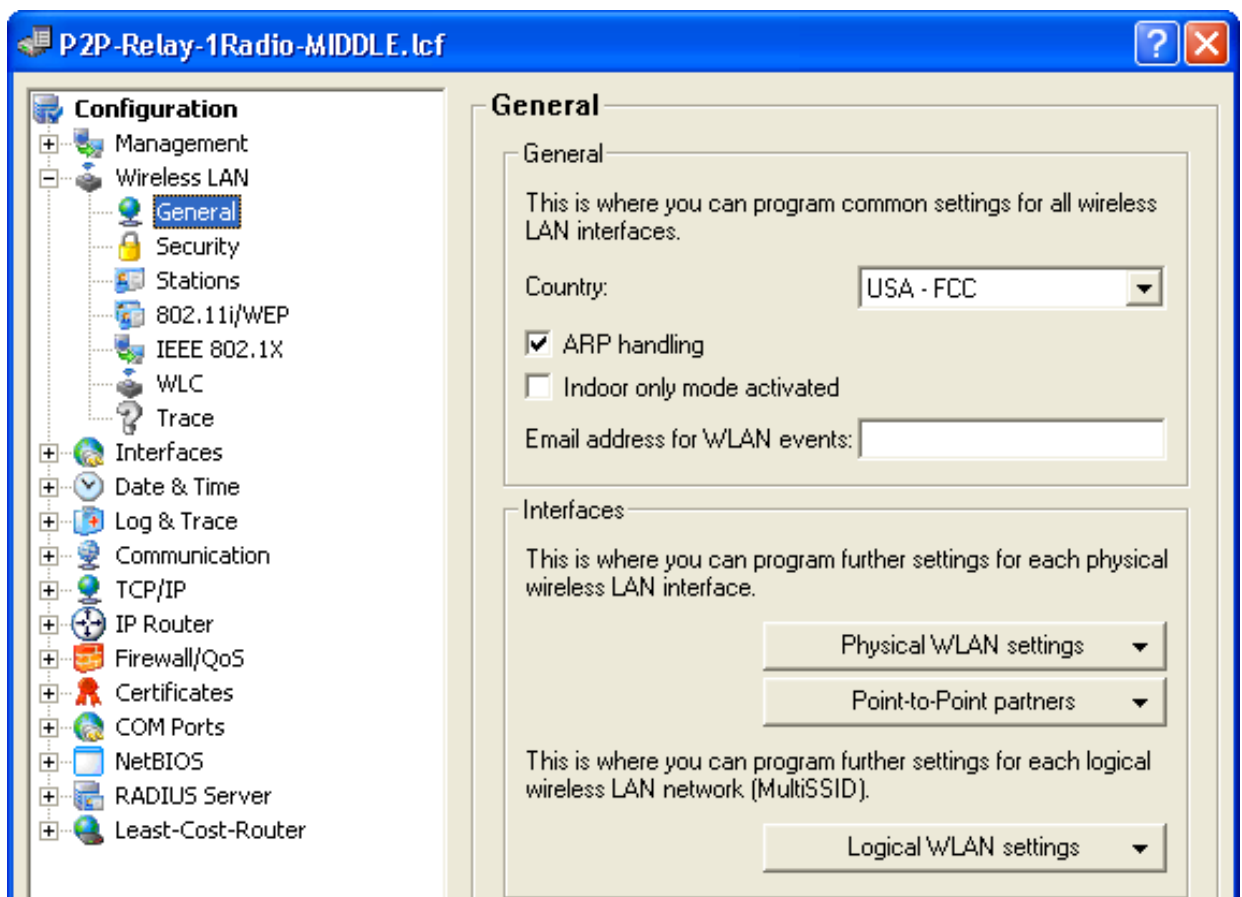 P2P-Relay-1Radio-MIDDLE.lcf
Configuration
Management
Wireless LAN
General
Security
Stations
802.11i/WEP
IEEE 802.1X
WLC
Trace
Interfaces
Date & Time
Log & Trace
Communication
TCP/IP
IP Router
Firewall/QoS
Certificates
COM Ports
NetBIOS
RADIUS Server
Least-Cost-Router
General
General
This is where you can program common settings for all wireless
LAN interfaces.
Country:
USA - FCC
ARP handling
Indoor only mode activated
Email address for WLAN events:
Interfaces
This is where you can program further settings for each physical
wireless LAN interface.
Physical WLAN settings
Point-to-Point partners
This is where you can program further settings for each logical
wireless LAN network (MultiSSID).
Logical WLAN settings